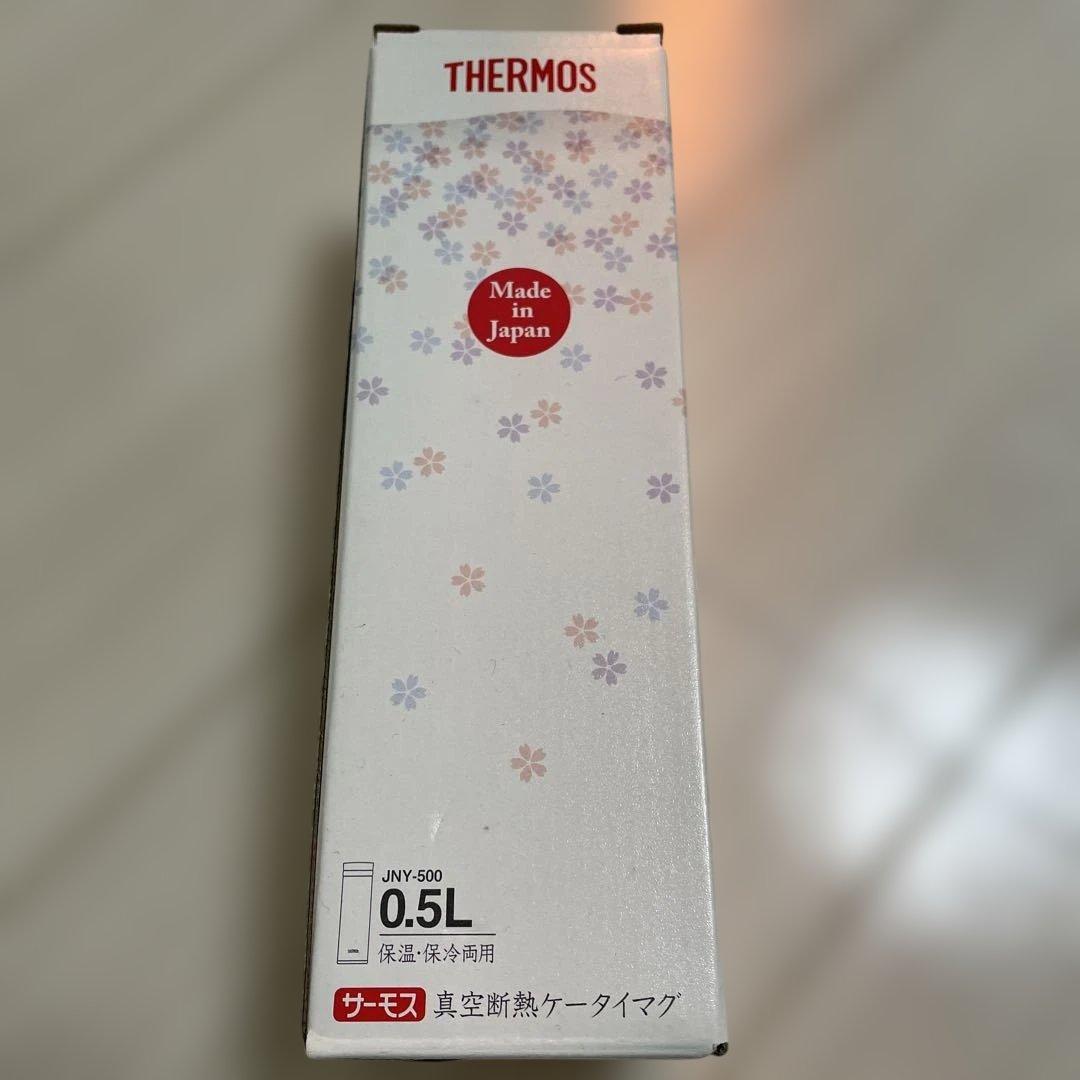 THERMOS
Made
in
Japan
JNY-500
0.5L
保温・保冷両用
サーモス 真空断熱ケータイマグ